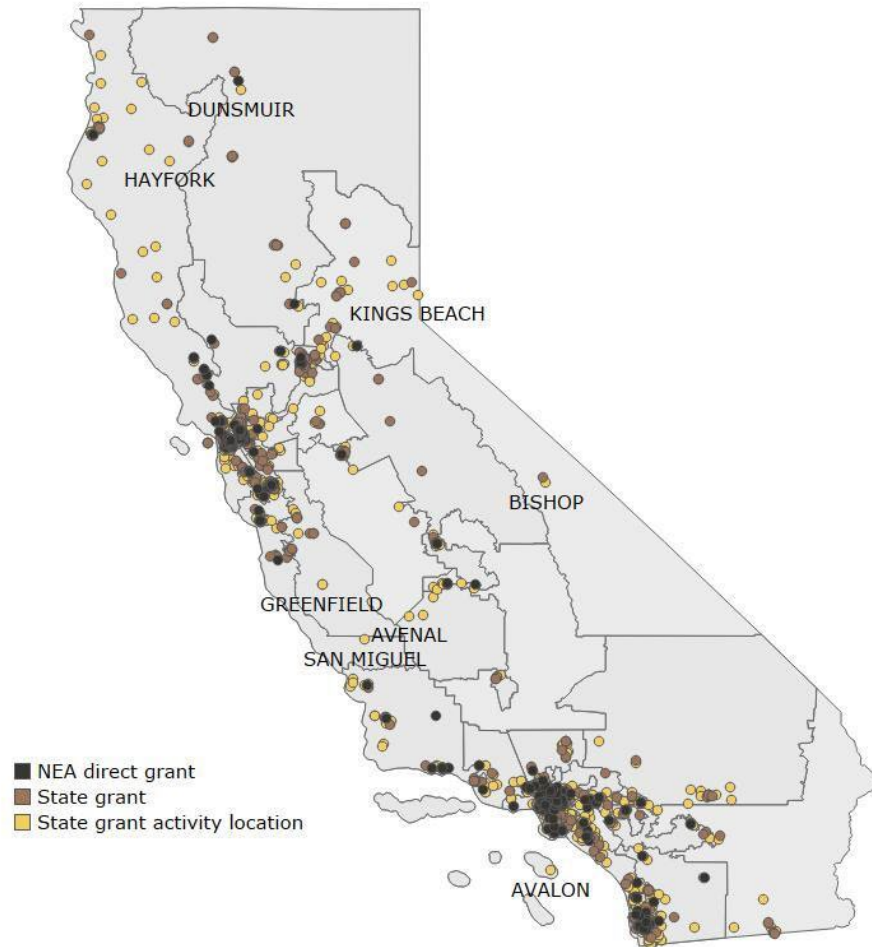 DUNSMUIR
HAYFORK
KINGS BEACH
BISHOP
GREENFIELD
AVENAL
SAN MIGUEL
NEA direct grant
State grant
State grant activity location
AVALON